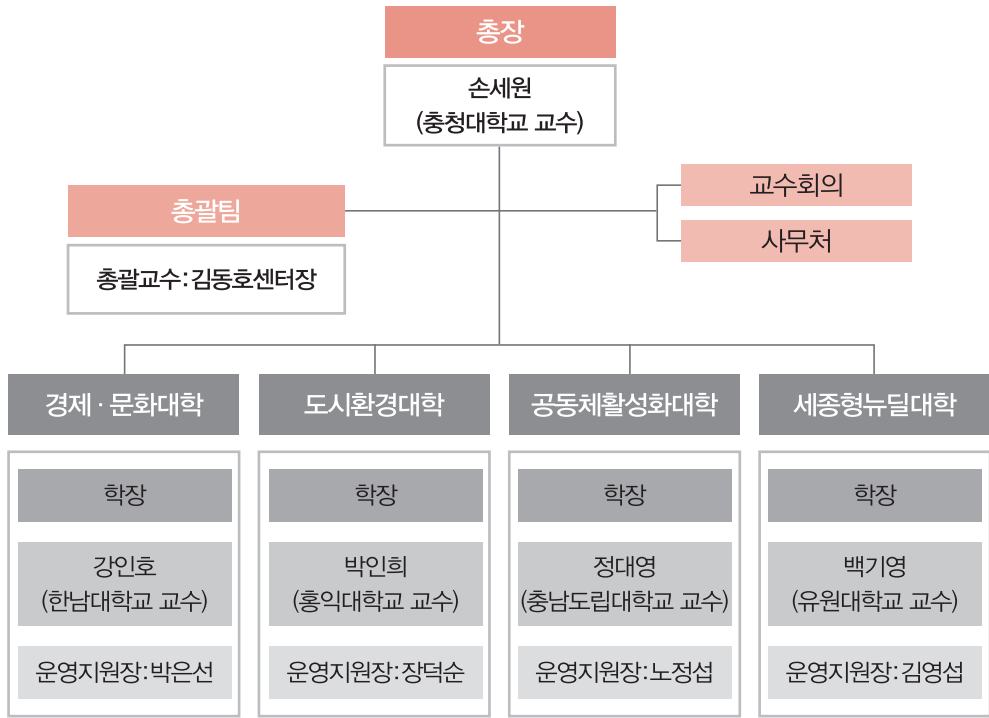 총장
손세원
(충청대학교 교수)
교수회의
총괄팀
사무처
총괄교수:김동호센터장
경제·문화대학
도시환경대학
공동체활성화대학
세종형뉴딜대학
학장
학장
학장
학장
강인호
(한남대학교 교수)
박인희
(홍익대학교 교수)
정대영
(충남도립대학교 교수)
백기영
(유원대학교 교수)
운영지원장:박은선
운영지원장:장덕순
운영지원장:노정섭
운영지원장:김영섭